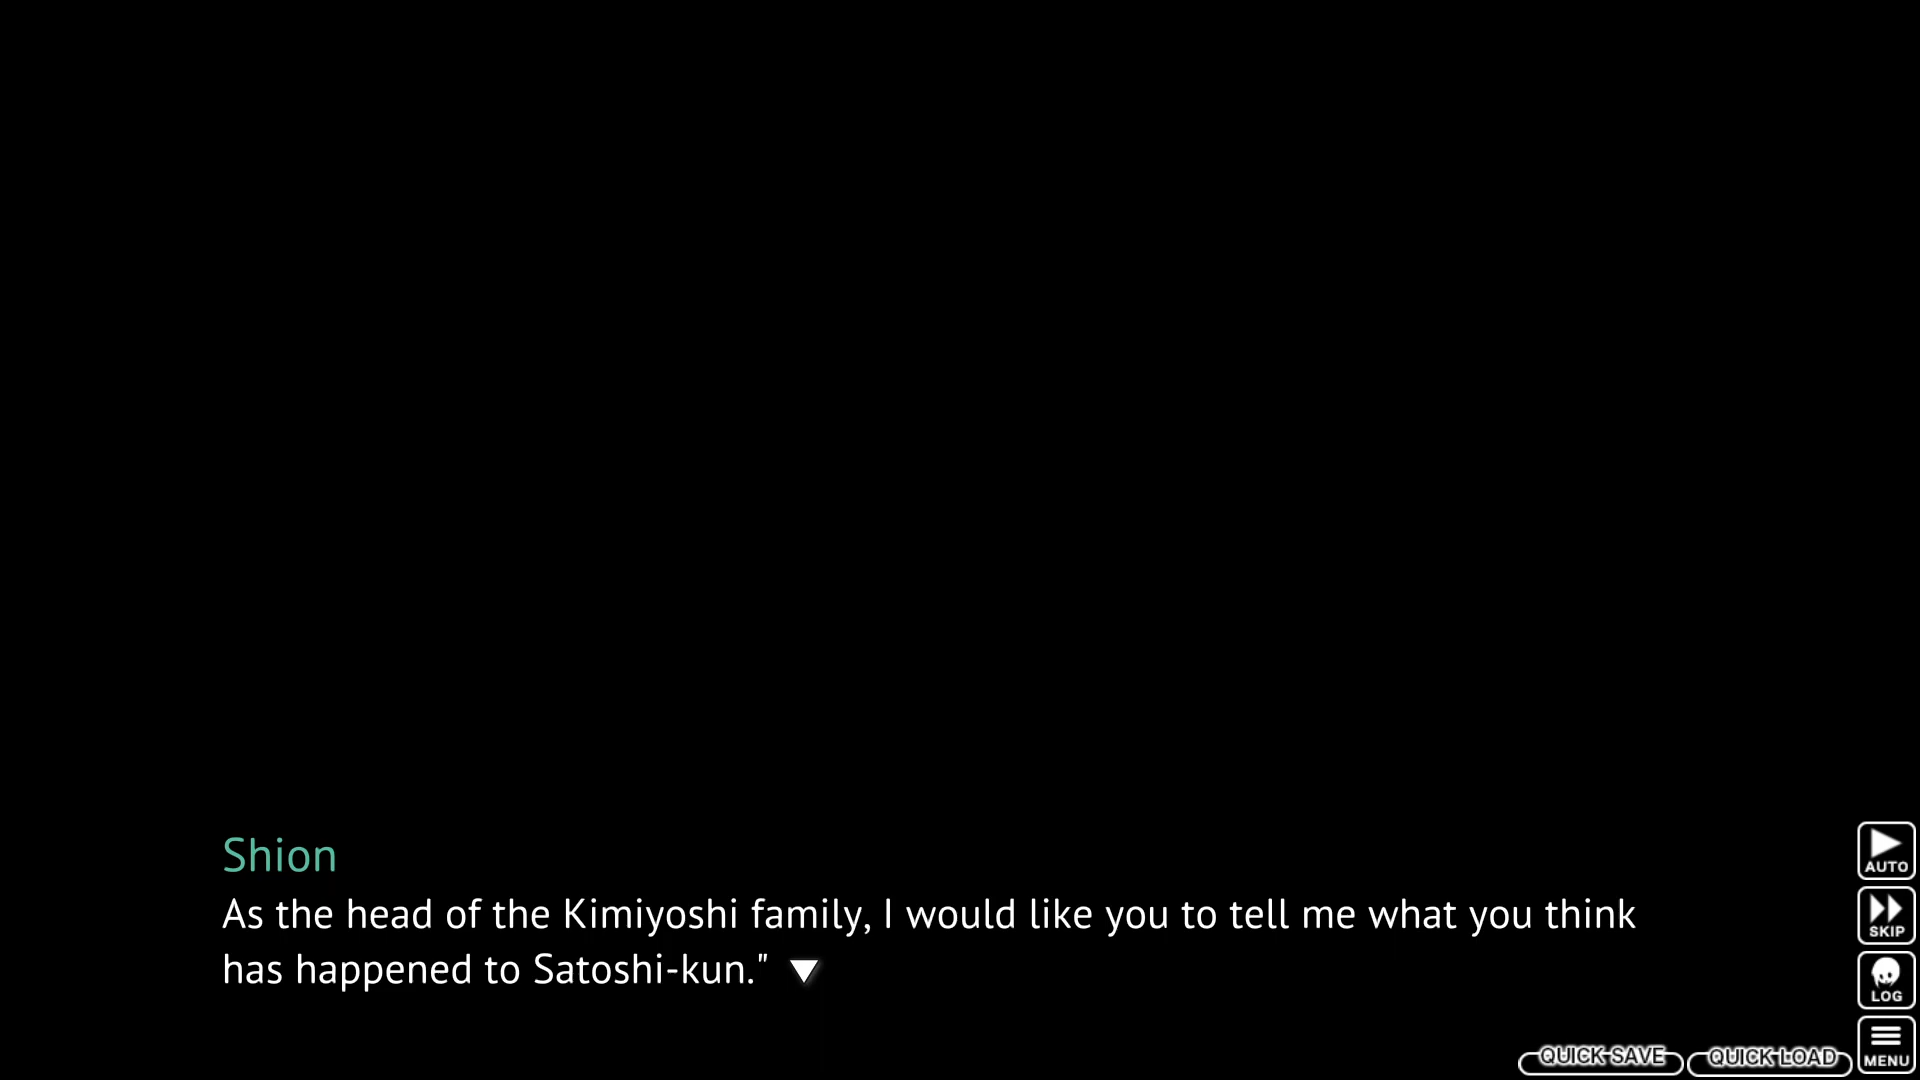 Shion
As the head of the Kimiyoshi family, I would like you to tell me what you think
has happened to Satoshi-kun."
AUTO
SKIP
LOG
MENU
QUICK SAVE
QUICK LOAD